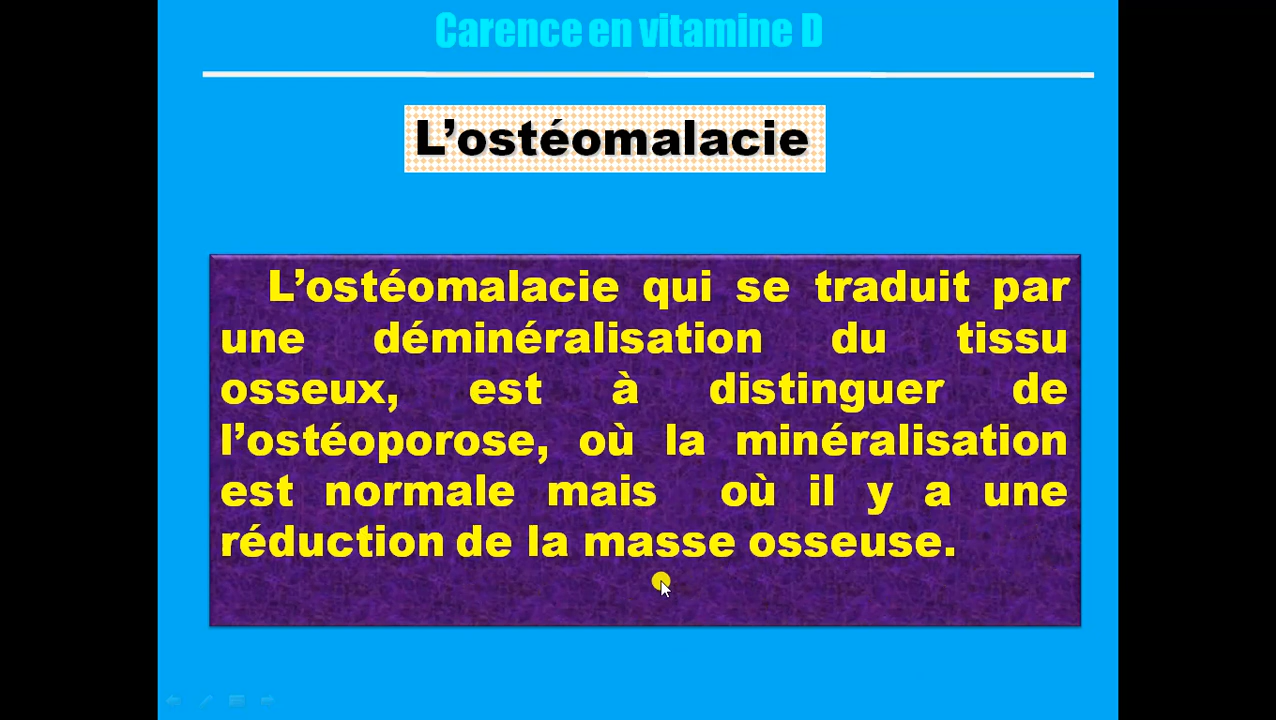 Carence en vitamine D
L’ostéomalacie
L’ostéomalacie qui se traduit par
une déminéralisation du tissu
osseux, est à distinguer de
l’ostéoporose, où la minéralisation
est normale mais où il y a une
réduction de la masse osseuse.